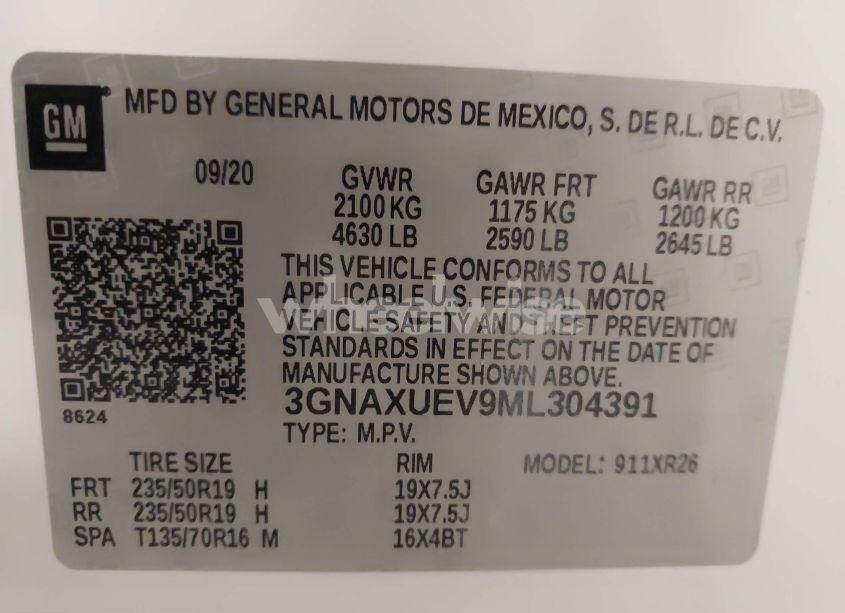 GM
MFD BY GENERAL MOTORS DE MEXICO, S. DE R.L. DE C.V.
09/20 GVWR GAWR FRT GAWR RR
2100 KG 1175 KG 1200 KG
4630 LB 2590 LB 2645 LB
THIS VEHICLE CONFORMS TO ALL
APPLICABLE U.S. FEDERAL MOTOR
VEHICLE SAFETY AND THEFT PREVENTION
STANDARDS IN EFFECT ON THE DATE OF
MANUFACTURE SHOWN ABOVE.
8624
3GNAXUEV9ML304391
TYPE: M.P.V.
TIRE SIZE RIM MODEL: 911XR26
FRT 235/50R19 H 19X7.5J
RR 235/50R19 H 19X7.5J
SPA T135/70R16 M 16X4BT